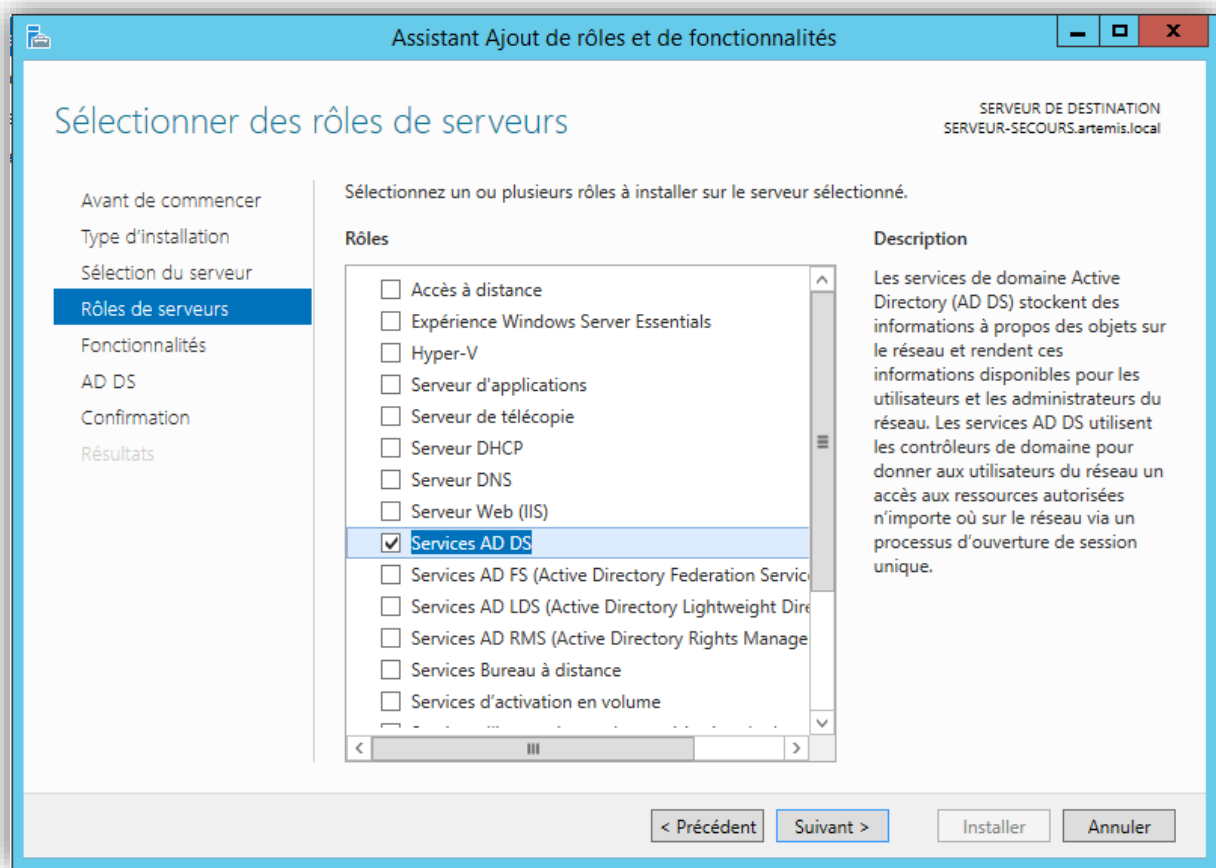 Assistant Ajout de rôles et de fonctionnalités
Sélectionner des rôles de serveurs
SERVEUR DE DESTINATION
SERVEUR-SECOURS.artemis.local
Avant de commencer
Type d'installation
Sélection du serveur
Rôles de serveurs
Fonctionnalités
AD DS
Confirmation
Résultats
Sélectionnez un ou plusieurs rôles à installer sur le serveur sélectionné.
Rôles
Accès à distance
Expérience Windows Server Essentials
Hyper-V
Serveur d'applications
Serveur de télécopie
Serveur DHCP
Serveur DNS
Serveur Web (IIS)
Services AD DS
Services AD FS (Active Directory Federation Servic
Services AD LDS (Active Directory Lightweight Dire
Services AD RMS (Active Directory Rights Manage
Services Bureau à distance
Services d’activation en volume
Description
Les services de domaine Active
Directory (AD DS) stockent des
informations à propos des objets sur
le réseau et rendent ces
informations disponibles pour les
utilisateurs et les administrateurs du
réseau. Les services AD DS utilisent
les contrôleurs de domaine pour
donner aux utilisateurs du réseau un
accès aux ressources autorisées
n’importe où sur le réseau via un
processus d’ouverture de session
unique.
< Précédent
Suivant >
Installer
Annuler